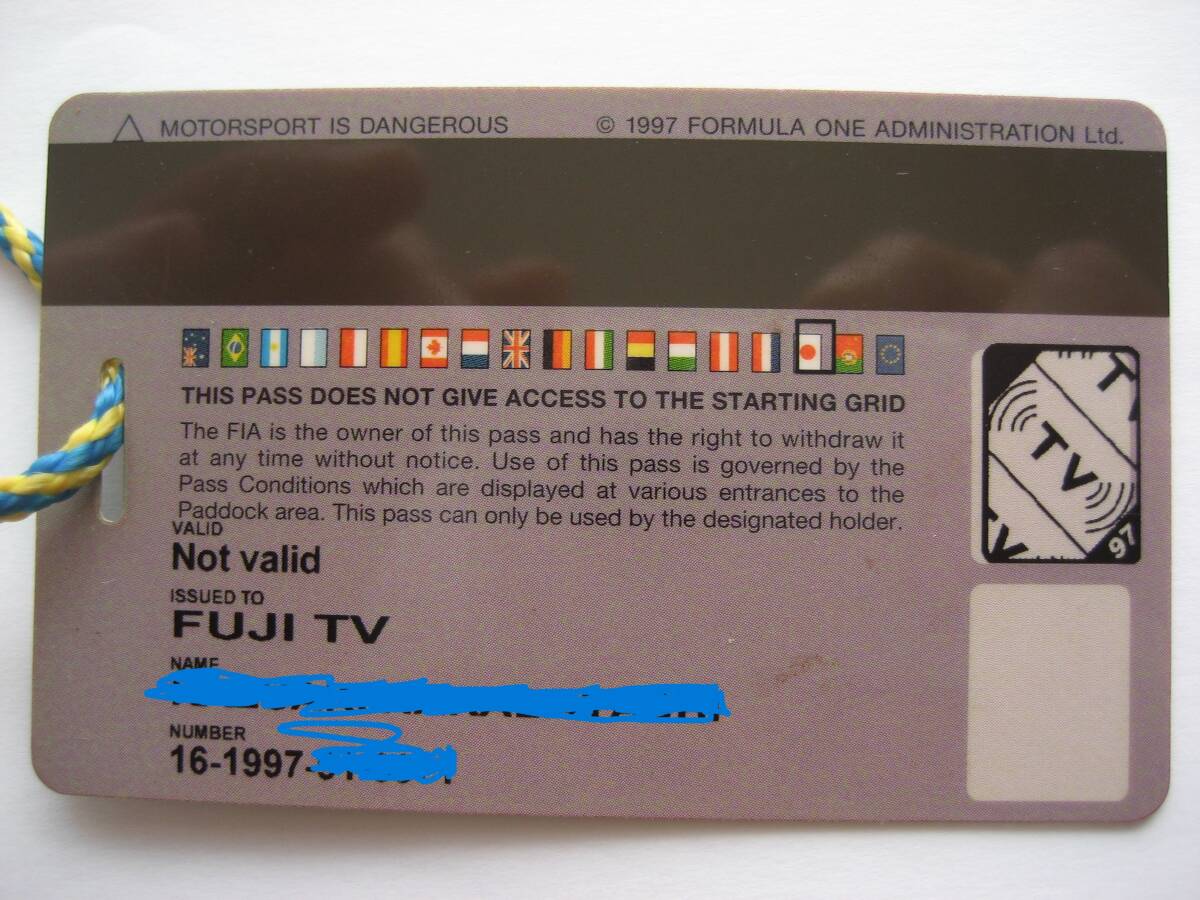 MOTORSPORT IS DANGEROUS © 1997 FORMULA ONE ADMINISTRATION Ltd.
THIS PASS DOES NOT GIVE ACCESS TO THE STARTING GRID
The FIA is the owner of this pass and has the right to withdraw it
at any time without notice. Use of this pass is governed by the
Pass Conditions which are displayed at various entrances to the
Paddock area. This pass can only be used by the designated holder.
VALID
Not valid
ISSUED TO
FUJI TV
NAME
NUMBER
16-1997-
TV
97